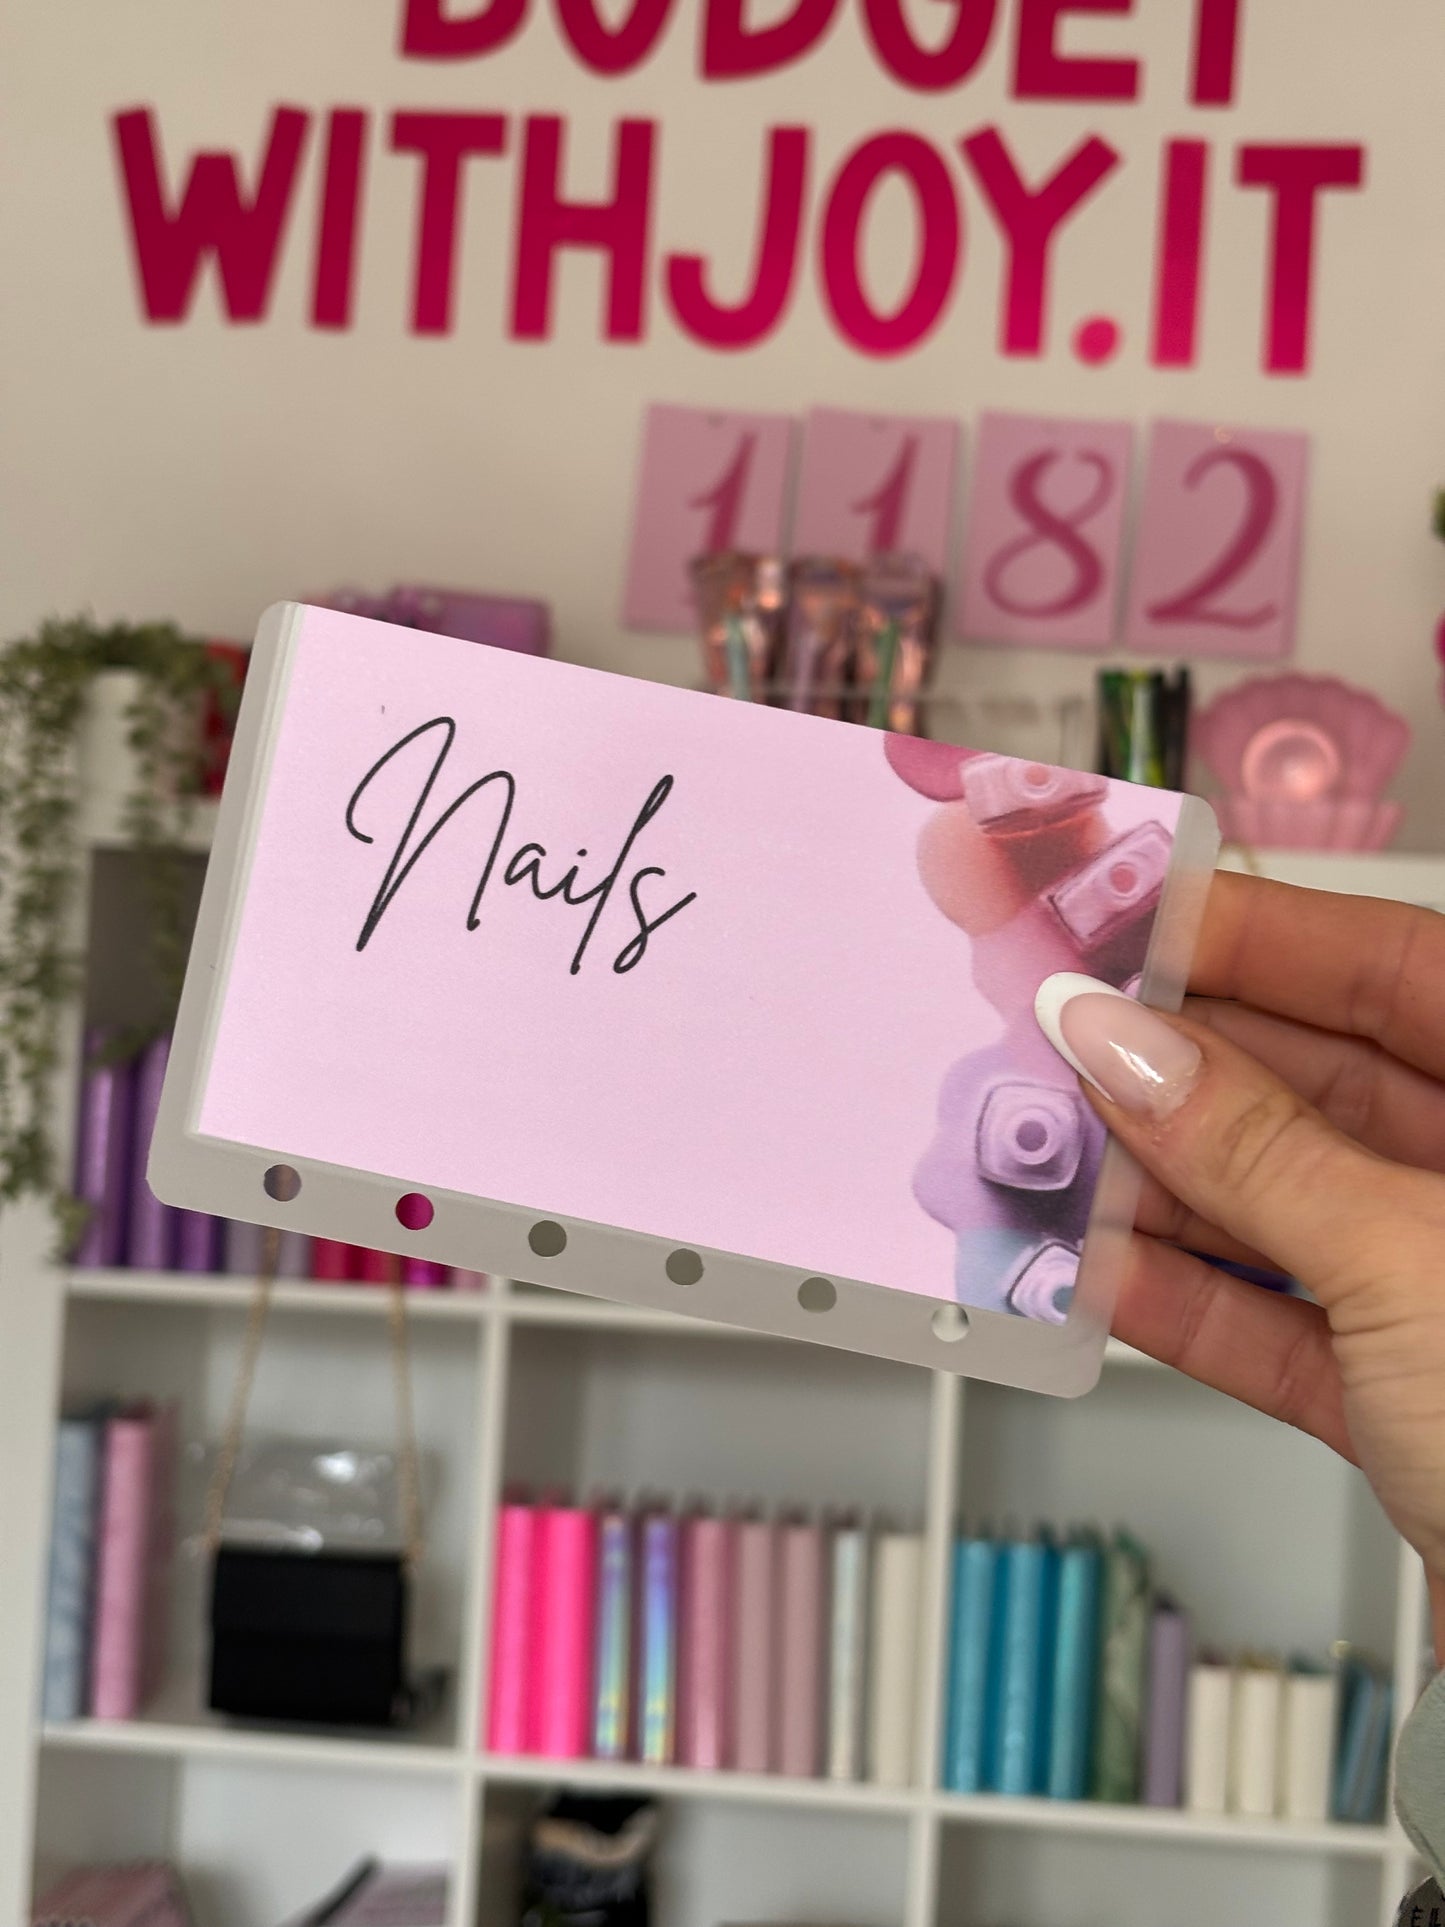 BUDGET
WITHJOY.IT
1182
Nails